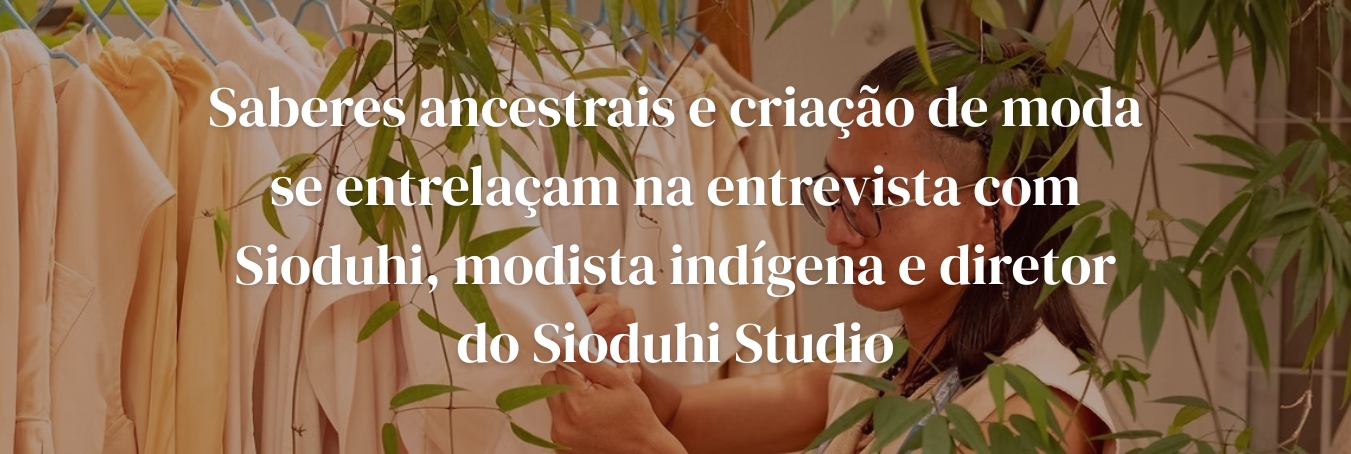 Saberes ancestrais e criação de moda
se entrelaçam na entrevista com
Sioduhi, modista indígena e diretor
do Sioduhi Studio